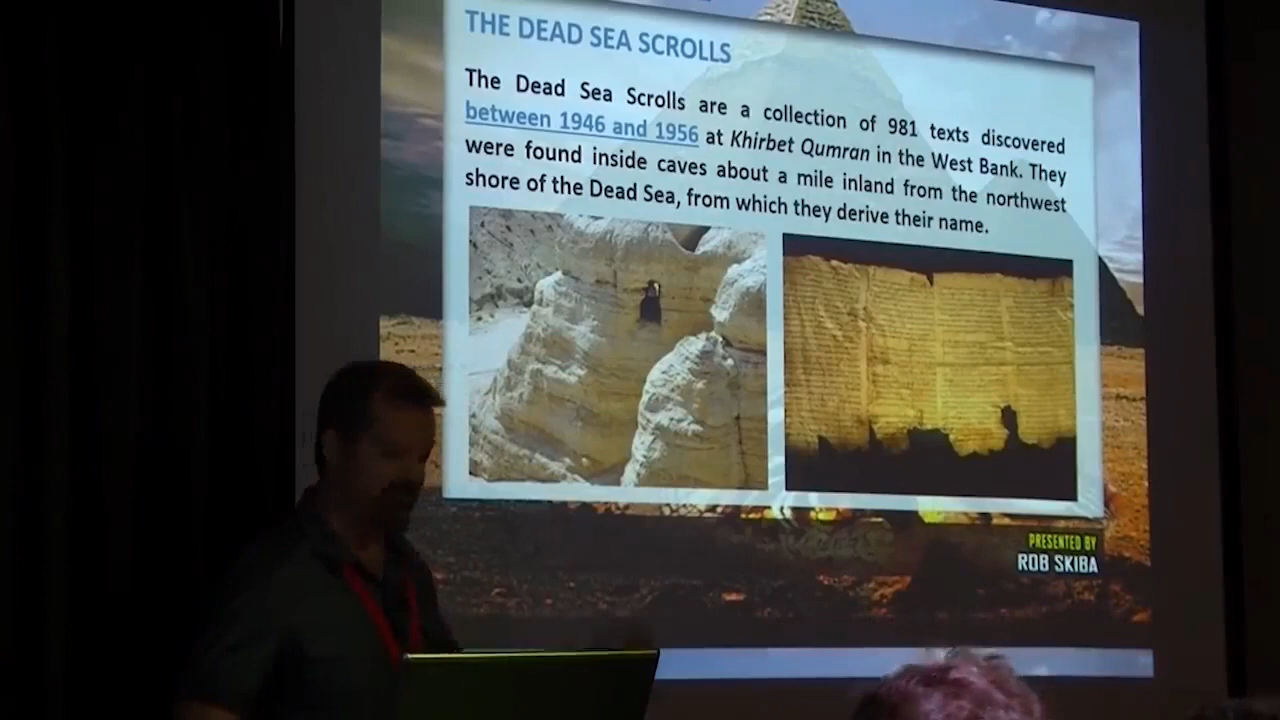 THE DEAD SEA SCROLLS
The Dead Sea Scrolls are a collection of 981 texts discovered
between 1946 and 1956 at Khirbet Qumran in the West Bank. They
were found inside caves about a mile inland from the northwest
shore of the Dead Sea, from which they derive their name.
PRESENTED BY
ROB SKIBA